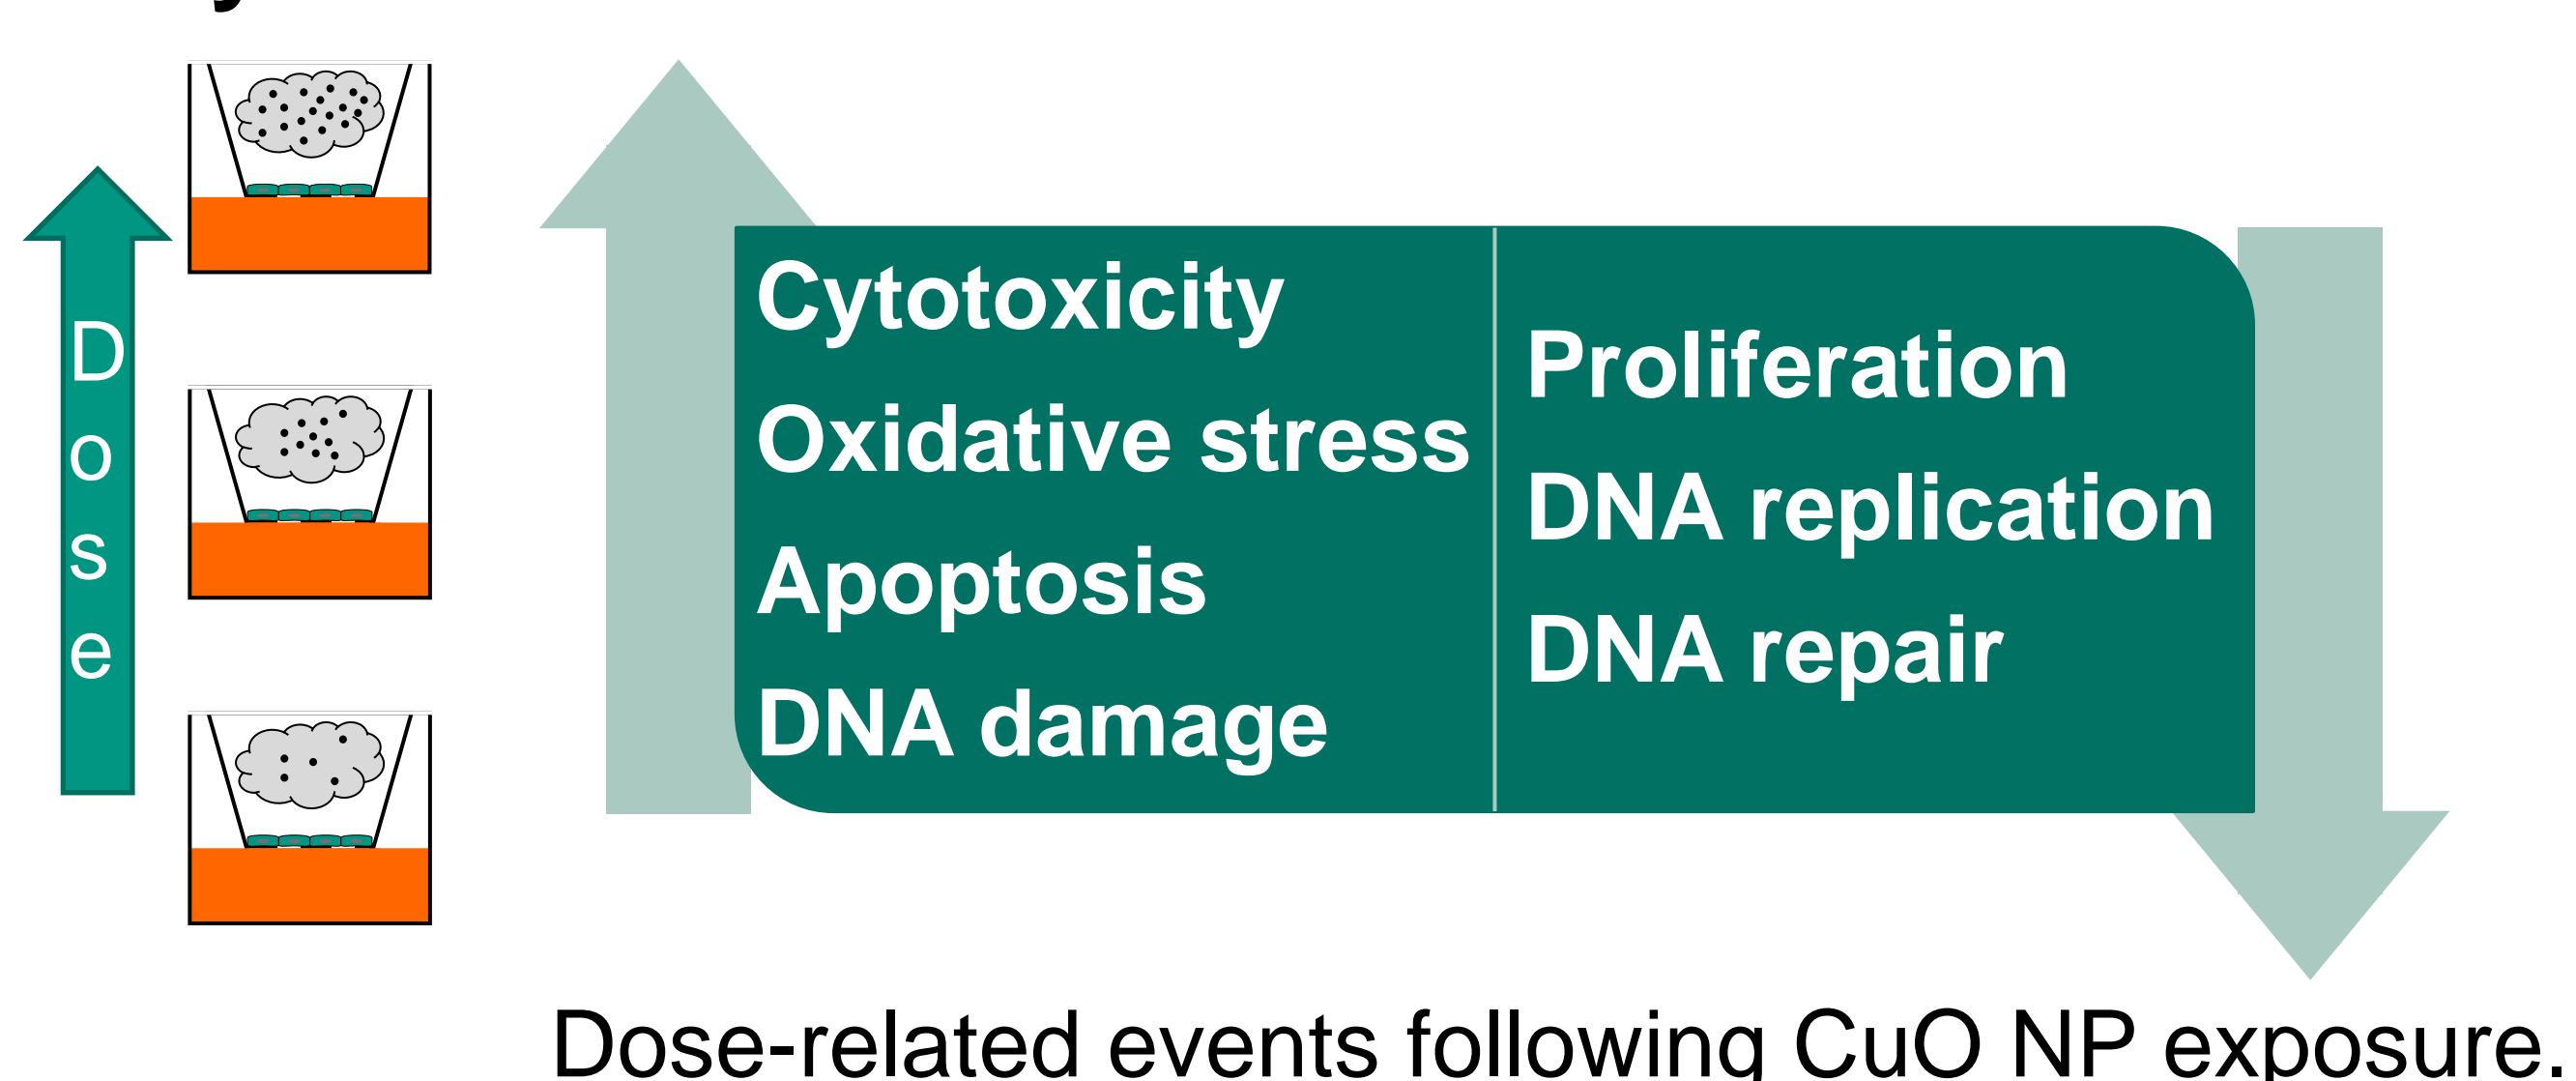 Dose
Cytotoxicity
Oxidative stress
Apoptosis
DNA damage
Proliferation
DNA replication
DNA repair
Dose-related events following CuO NP exposure.